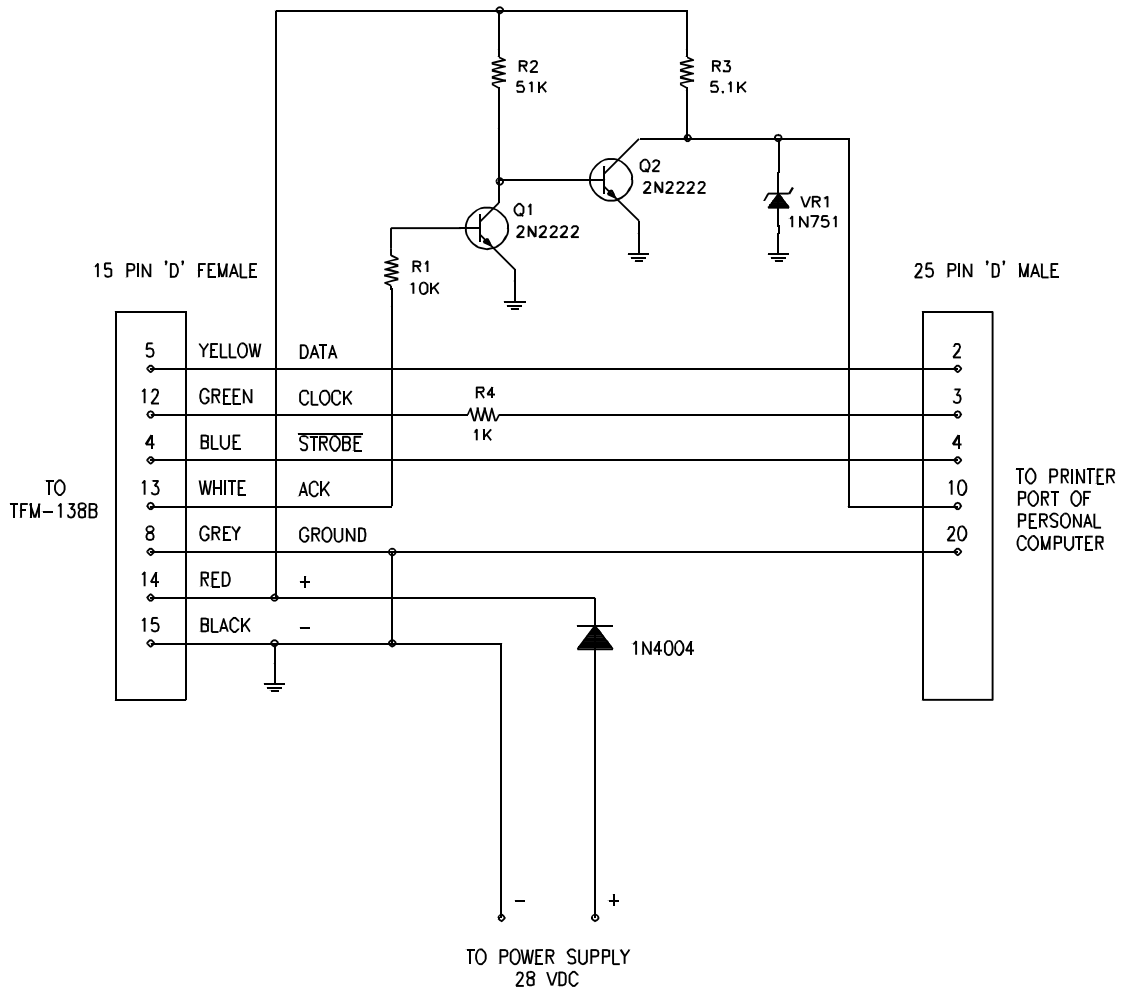 R2
51K
R3
5.1K
Q2
2N2222
Q1
2N2222
VR1
1N751
R1
10K
15 PIN 'D' FEMALE
25 PIN 'D' MALE
5 YELLOW DATA 2
12 GREEN CLOCK R4 1K 3
4 BLUE STROBE 4
13 WHITE ACK 10
8 GREY GROUND 20
14 RED +
15 BLACK -
TO
TFM-138B
TO PRINTER
PORT OF
PERSONAL
COMPUTER
1N4004
- +
TO POWER SUPPLY
28 VDC